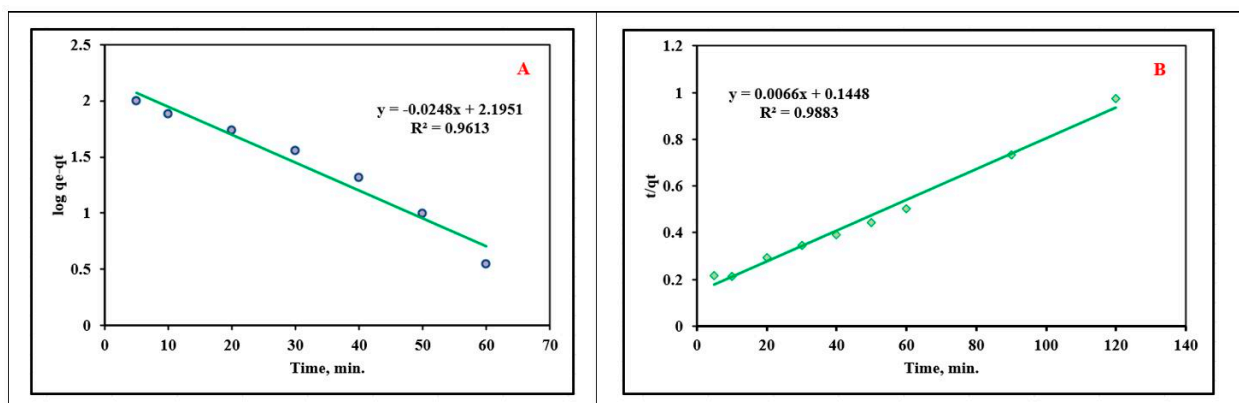 A
y = -0.0248x + 2.1951
R² = 0.9613
2.5
2
1.5
1
0.5
0
log qe-qt
0 10 20 30 40 50 60 70
Time, min.
B
y = 0.0066x + 0.1448
R² = 0.9883
1.2
1
0.8
0.6
0.4
0.2
0
t/qt
0 20 40 60 80 100 120 140
Time, min.